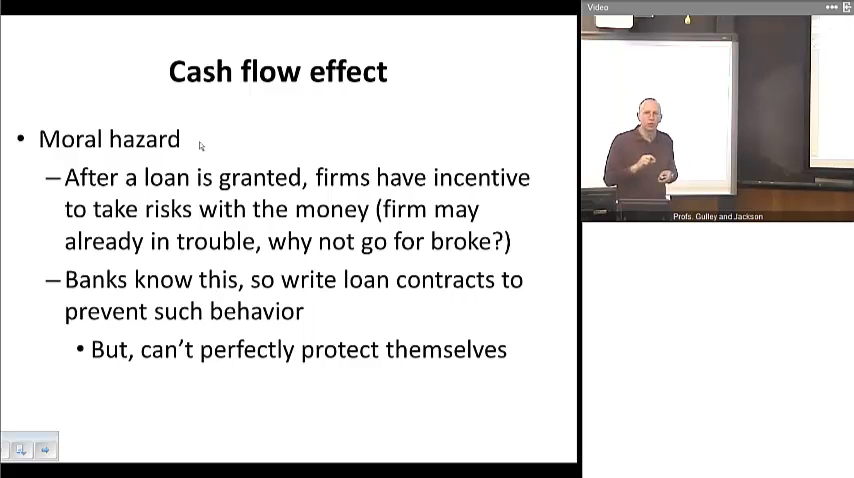 Cash flow effect
• Moral hazard
–After a loan is granted, firms have incentive
to take risks with the money (firm may
already in trouble, why not go for broke?)
–Banks know this, so write loan contracts to
prevent such behavior
• But, can't perfectly protect themselves
Video
Profs. Gulley and Jackson